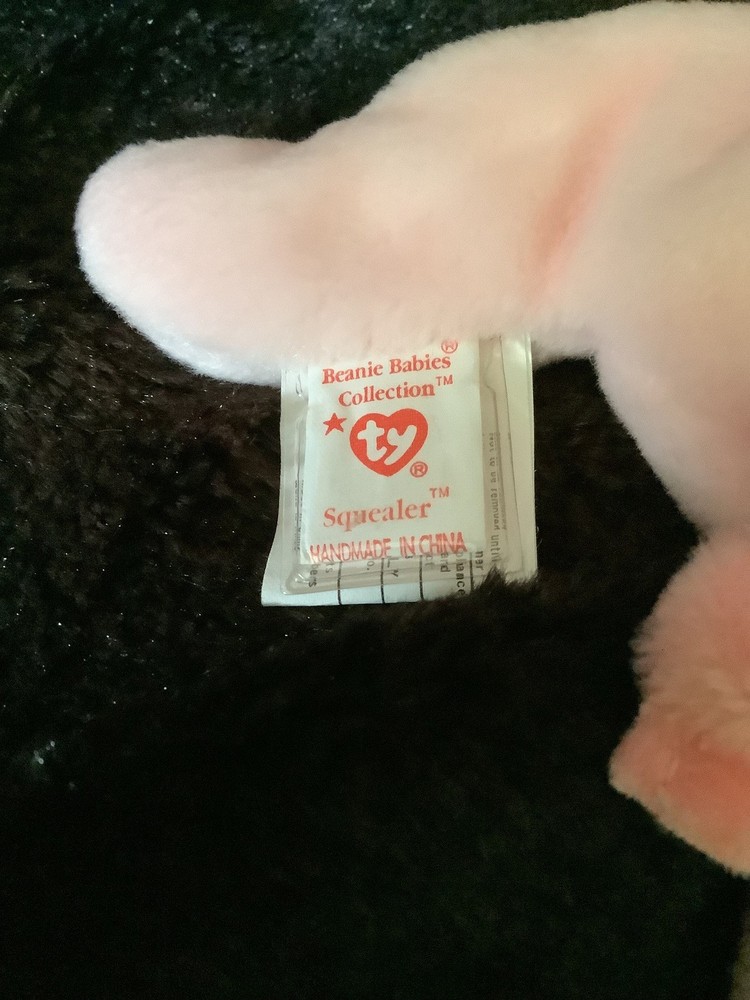 Beanie Babies®
Collection™
★ ty®
Squealer™
HANDMADE IN CHINA